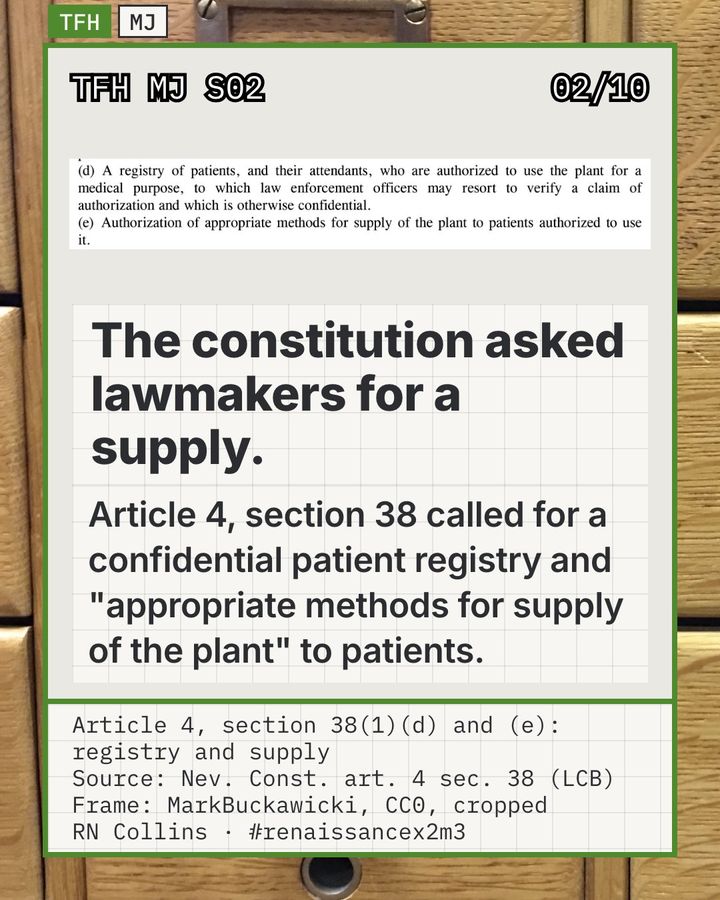 TFH MJ
TFH MJ S02 02/10
(d) A registry of patients, and their attendants, who are authorized to use the plant for a
medical purpose, to which law enforcement officers may resort to verify a claim of
authorization and which is otherwise confidential.
(e) Authorization of appropriate methods for supply of the plant to patients authorized to use
it.
The constitution asked
lawmakers for a
supply.
Article 4, section 38 called for a
confidential patient registry and
"appropriate methods for supply
of the plant" to patients.
Article 4, section 38(1)(d) and (e):
registry and supply
Source: Nev. Const. art. 4 sec. 38 (LCB)
Frame: MarkBuckawicki, CC0, cropped
RN Collins · #renaissancex2m3